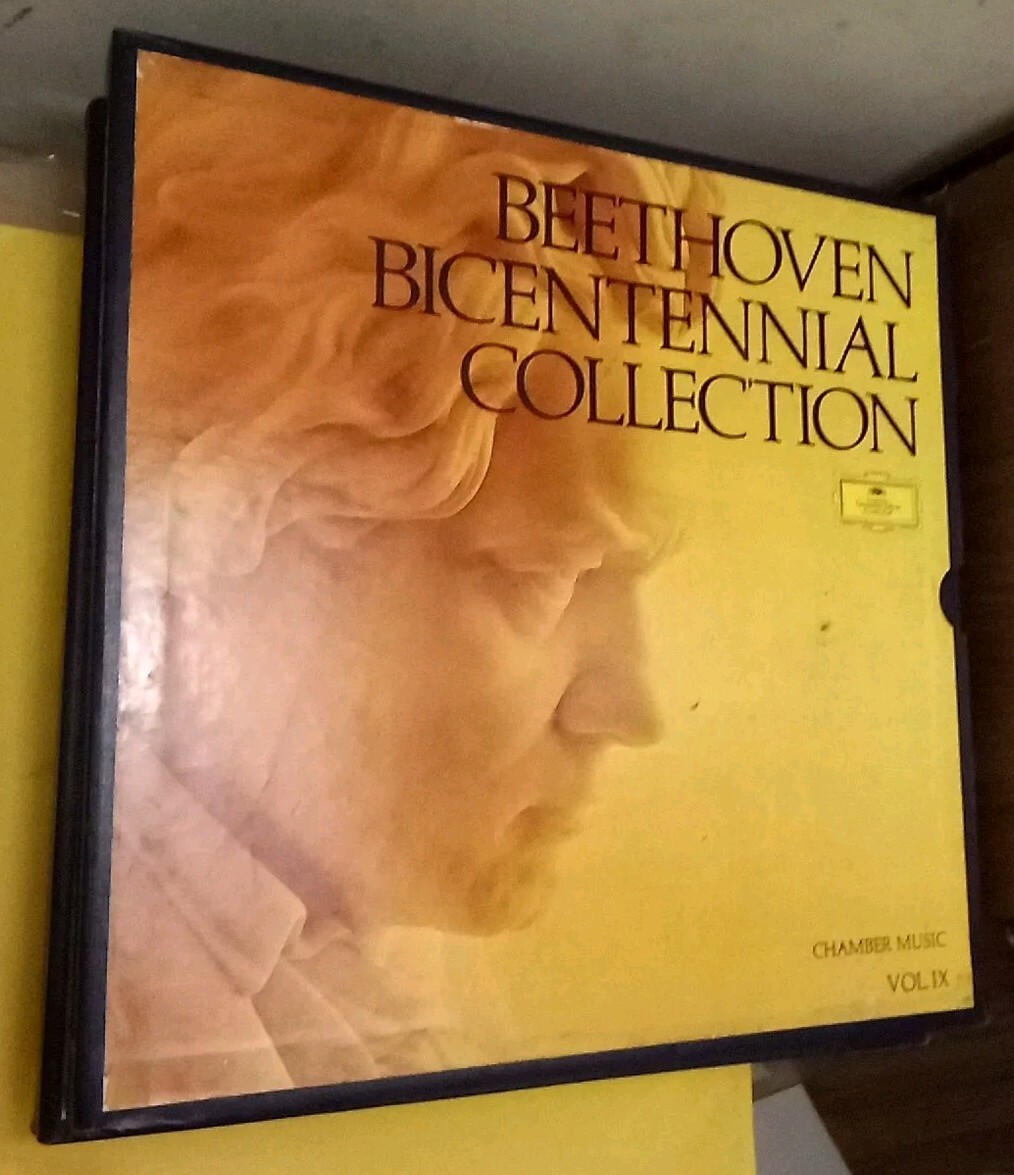 BEETHOVEN
BICENTENNIAL
COLLECTION
CHAMBER MUSIC
VOL IX